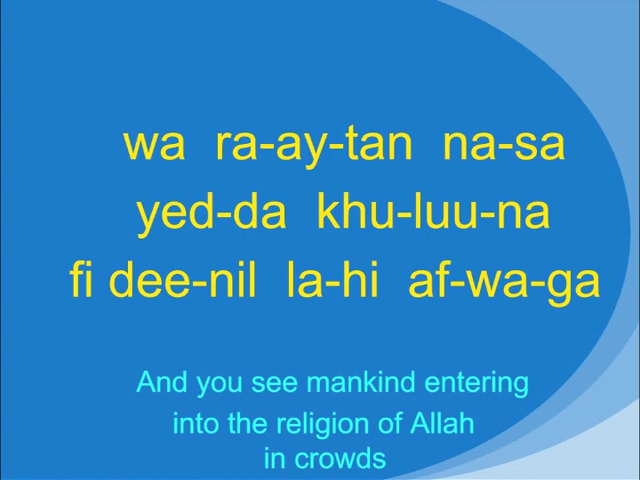 wa ra-ay-tan na-sa
yed-da khu-luu-na
fi dee-nil la-hi af-wa-ga
And you see mankind entering
into the religion of Allah
in crowds